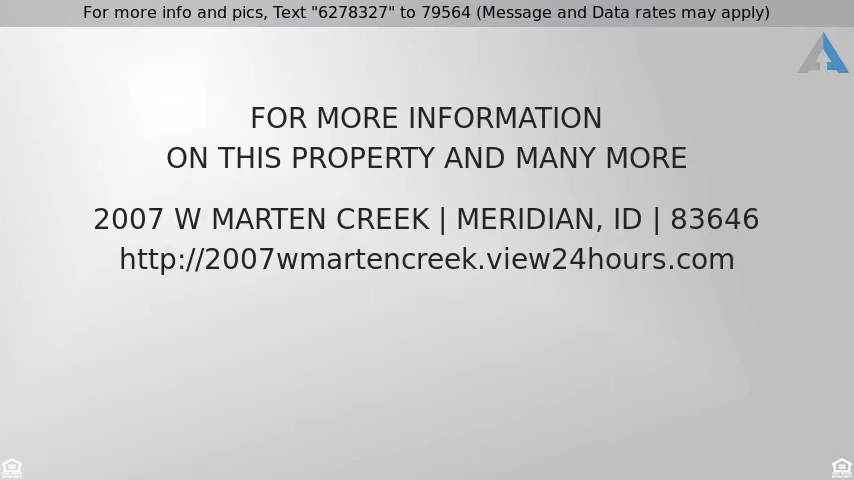 For more info and pics, Text "6278327" to 79564 (Message and Data rates may apply)
FOR MORE INFORMATION
ON THIS PROPERTY AND MANY MORE
2007 W MARTEN CREEK | MERIDIAN, ID | 83646
http://2007wmartencreek.view24hours.com